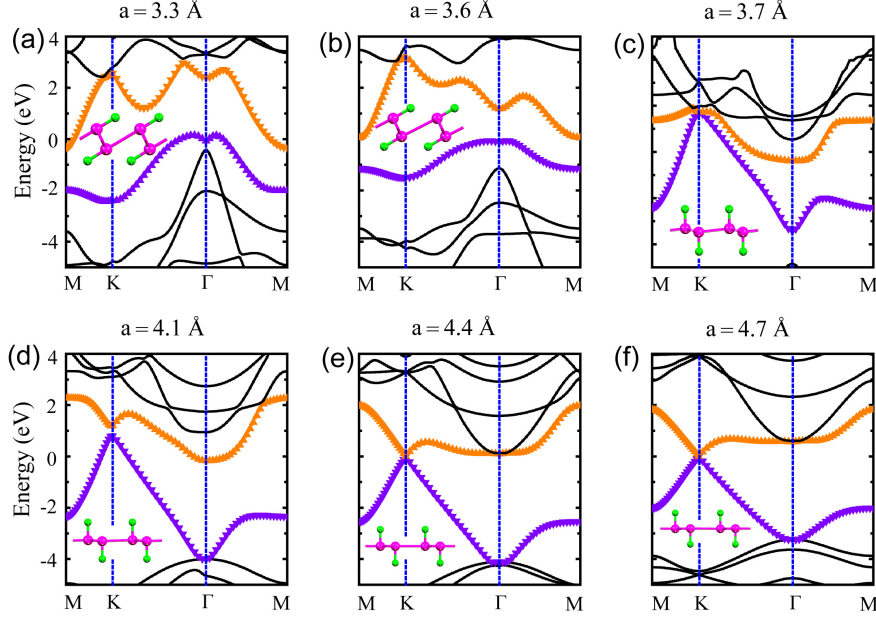 a = 3.3 Å
a = 3.6 Å
a = 3.7 Å
(a)
(b)
(c)
Energy (eV)
4
2
0
-2
-4
M K Γ M
M K Γ M
M K Γ M
a = 4.1 Å
a = 4.4 Å
a = 4.7 Å
(d)
(e)
(f)
Energy (eV)
4
2
0
-2
-4
M K Γ M
M K Γ M
M K Γ M